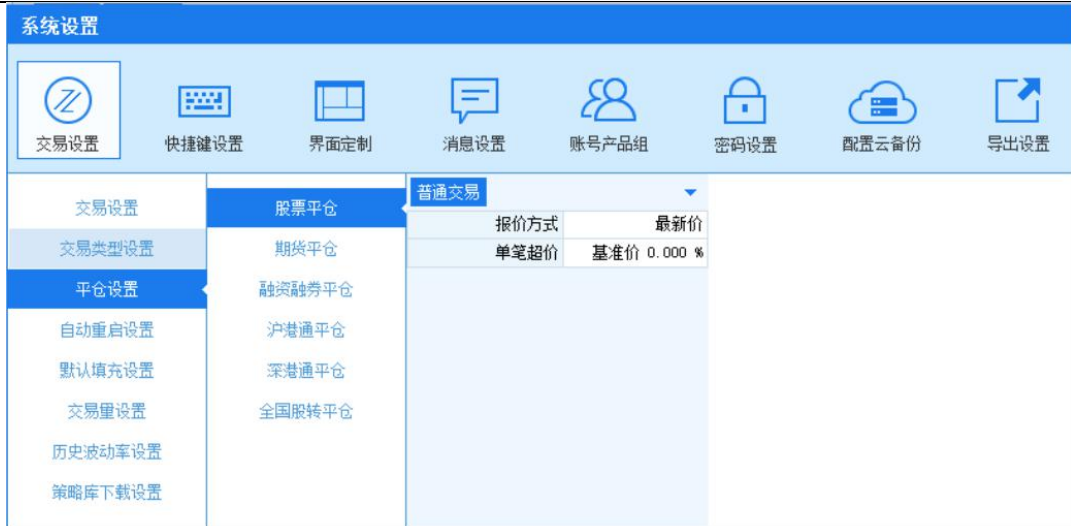 系统设置
交易设置 快捷键设置 界面定制 消息设置 账号产品组 密码设置 配置云备份 导出设置
交易设置
交易类型设置
平仓设置
自动重启设置
默认填充设置
交易量设置
历史波动率设置
策略库下载设置
股票平仓
期货平仓
融资融券平仓
沪港通平仓
深港通平仓
全国股转平仓
普通交易
报价方式 最新价
单笔超价 基准价 0.000 %